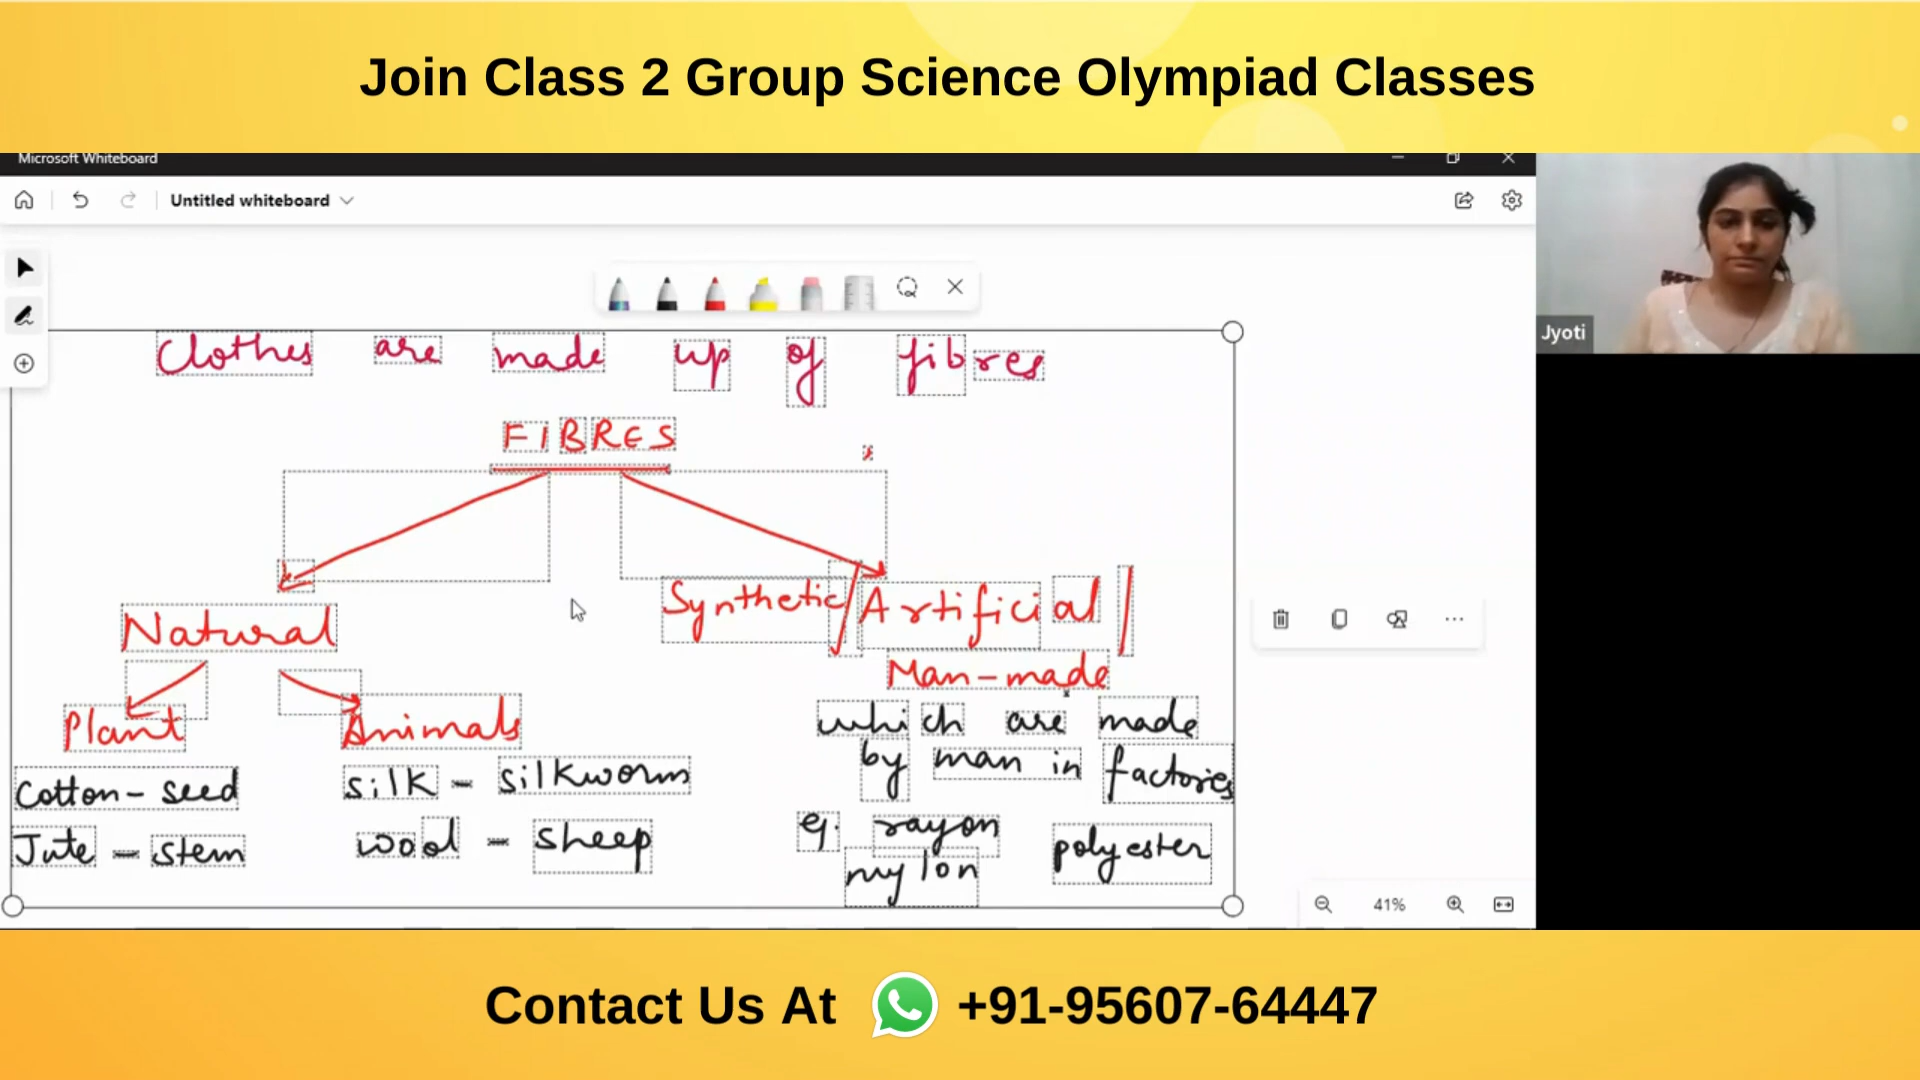 Join Class 2 Group Science Olympiad Classes
Microsoft Whiteboard
Untitled whiteboard
Jyoti
Clothes are made up of fibres
FIBRES
Natural
Synthetic/Artificial/
Man-made
Plant
Animals
which are made
by man in factories
Cotton - seed
silk - silkworm
Jute - stem
wool - sheep
eg. rayon
polyester
nylon
41%
Contact Us At +91-95607-64447